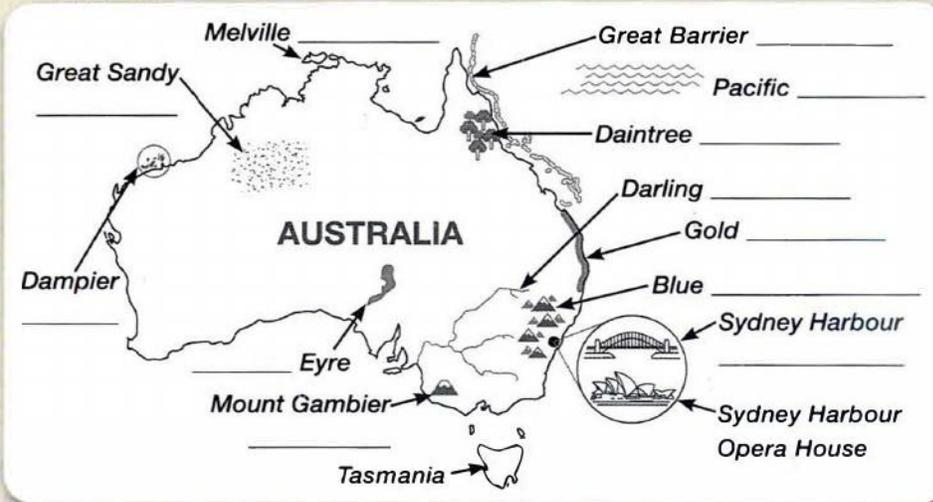 Melville
Great Barrier
Great Sandy
Pacific
Daintree
Darling
AUSTRALIA
Gold
Dampier
Blue
Sydney Harbour
Eyre
Mount Gambier
Sydney Harbour
Opera House
Tasmania